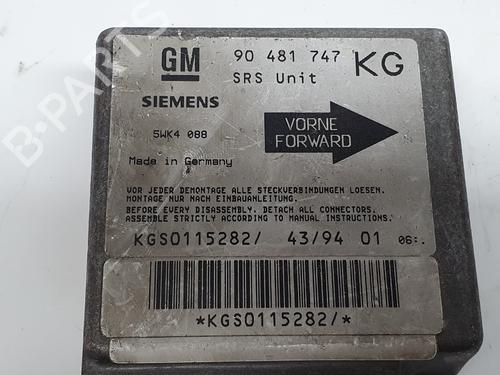 GM
90 481 747 KG
SRS Unit
SIEMENS
5WK4 088
VORNE
FORWARD
Made in Germany
VOR JEDER DEMONTAGE ALLE STECKVERBINDUNGEN LOESEN.
MONTAGE NUR NACH EINBAUANLEITUNG.
BEFORE EVERY DISASSEMBLY. DETACH ALL CONNECTORS.
ASSEMBLE STRICTLY ACCORDING TO MANUAL INSTRUCTIONS.
KGS0115282/ 43/94 01 06:.
*KGS0115282/*
B-PARTS